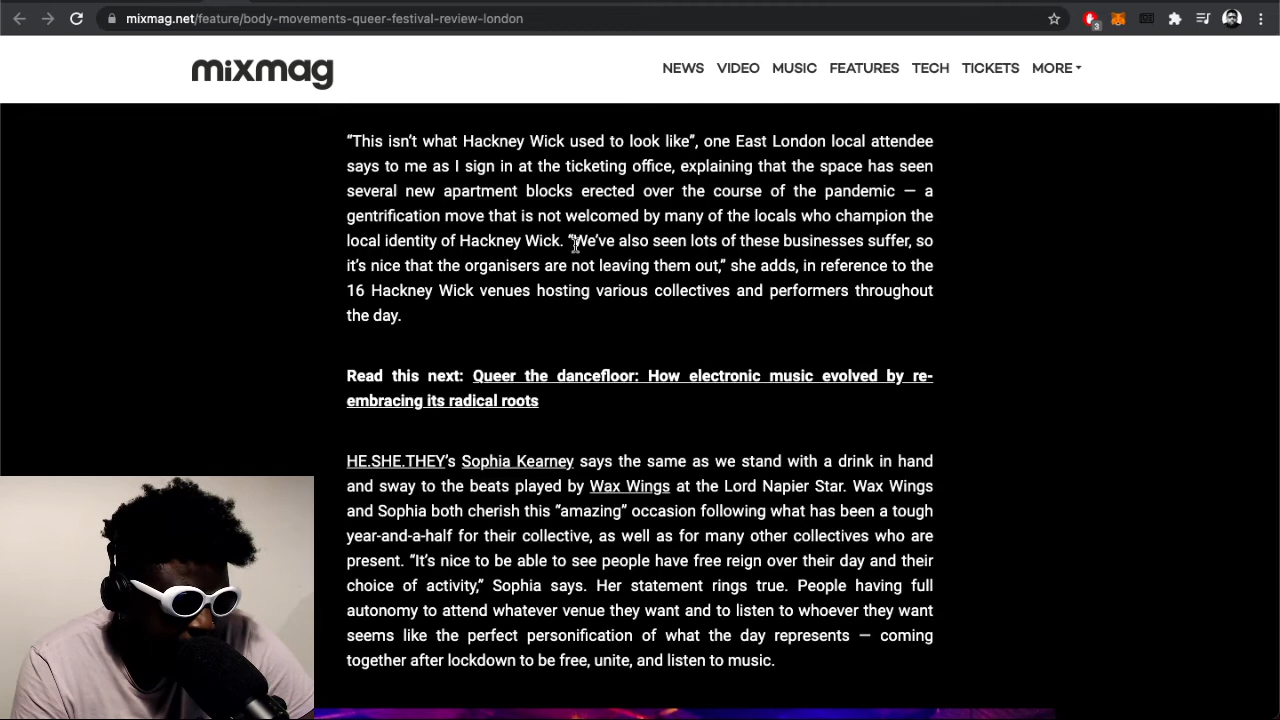 mixmag.net/feature/body-movements-queer-festival-review-london
3
mixmag
NEWS VIDEO MUSIC FEATURES TECH TICKETS MORE
“This isn’t what Hackney Wick used to look like”, one East London local attendee
says to me as I sign in at the ticketing office, explaining that the space has seen
several new apartment blocks erected over the course of the pandemic — a
gentrification move that is not welcomed by many of the locals who champion the
local identity of Hackney Wick. “We’ve also seen lots of these businesses suffer, so
it’s nice that the organisers are not leaving them out,” she adds, in reference to the
16 Hackney Wick venues hosting various collectives and performers throughout
the day.
Read this next: Queer the dancefloor: How electronic music evolved by re-
embracing its radical roots
HE.SHE.THEY’s Sophia Kearney says the same as we stand with a drink in hand
and sway to the beats played by Wax Wings at the Lord Napier Star. Wax Wings
and Sophia both cherish this “amazing” occasion following what has been a tough
year-and-a-half for their collective, as well as for many other collectives who are
present. “It’s nice to be able to see people have free reign over their day and their
choice of activity,” Sophia says. Her statement rings true. People having full
autonomy to attend whatever venue they want and to listen to whoever they want
seems like the perfect personification of what the day represents — coming
together after lockdown to be free, unite, and listen to music.